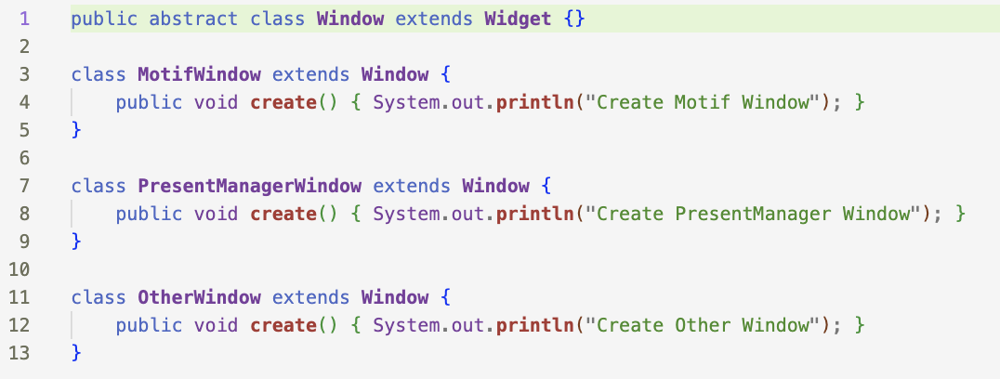 1 public abstract class Window extends Widget {}
2
3 class MotifWindow extends Window {
4     public void create() { System.out.println("Create Motif Window"); }
5 }
6
7 class PresentManagerWindow extends Window {
8     public void create() { System.out.println("Create PresentManager Window"); }
9 }
10
11 class OtherWindow extends Window {
12     public void create() { System.out.println("Create Other Window"); }
13 }